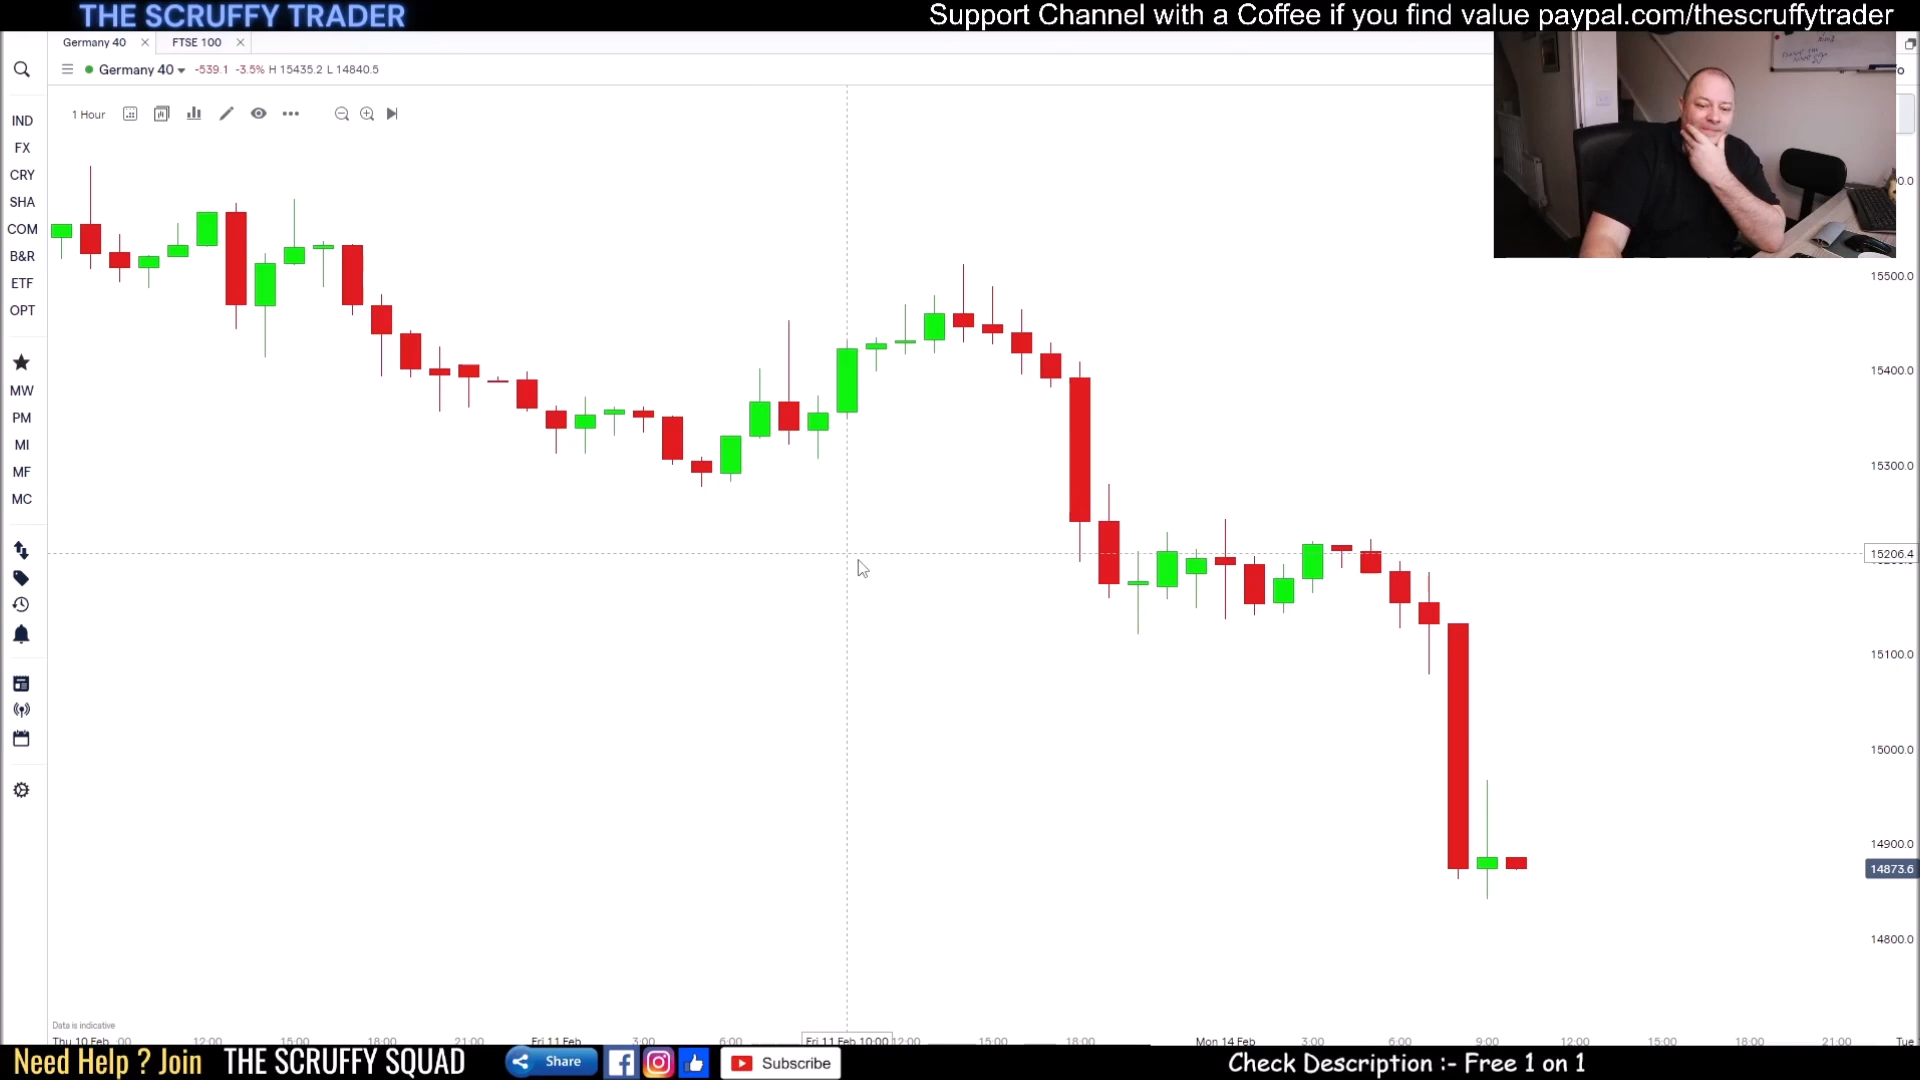 THE SCRUFFY TRADER
Support Channel with a Coffee if you find value paypal.com/thescruffytrader
Germany 40
FTSE 100
Germany 40 -539.1 -3.5% H 15435.2 L 14840.5
1 Hour
IND
FX
CRY
SHA
COM
B&R
ETF
OPT
MW
PM
MI
MF
MC
15500.0
15400.0
15300.0
15206.4
15100.0
15000.0
14900.0
14873.6
14800.0
Data is indicative
Thu 10 Feb :00 12:00 15:00 18:00 21:00 Fri 11 Feb 3:00 6:00 Fri 11 Feb 10:00 12:00 15:00 18:00 Mon 14 Feb 3:00 6:00 9:00 12:00 15:00 18:00 21:00 Tue
Need Help ? Join THE SCRUFFY SQUAD Share Subscribe Check Description :- Free 1 on 1